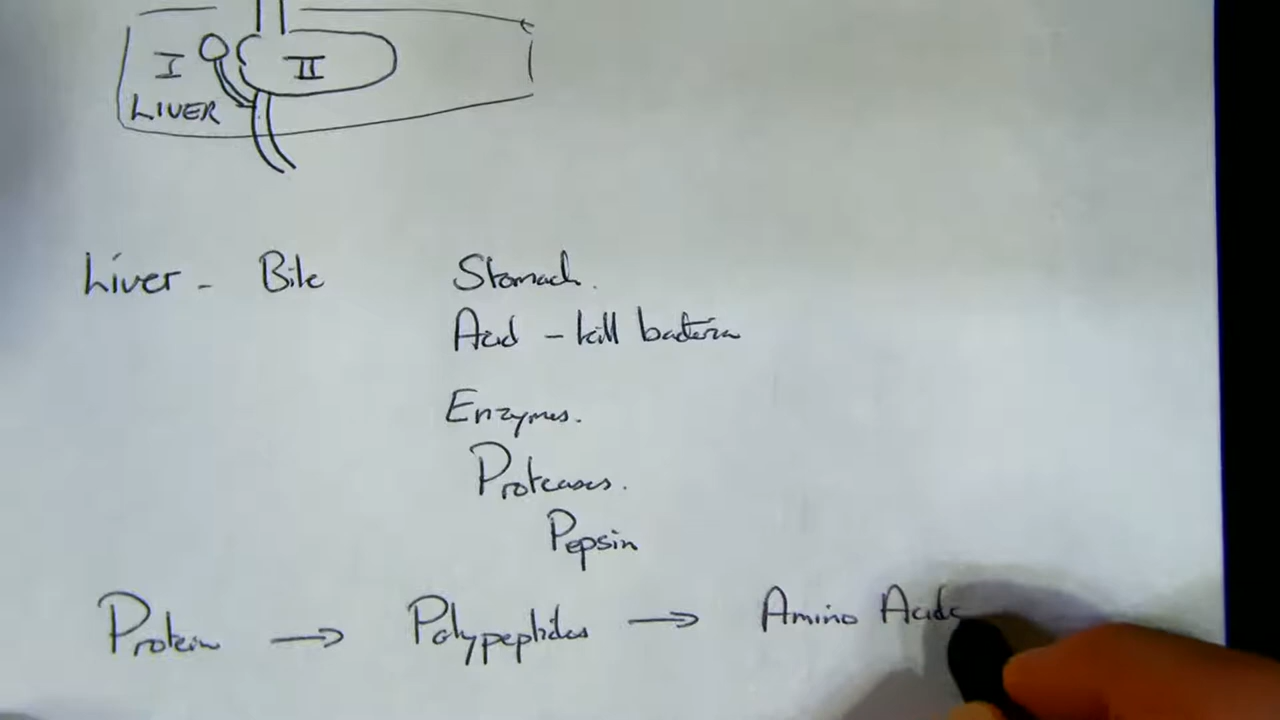 I II
LIVER
Liver - Bile
Stomach.
Acid - kill bacteria
Enzymes.
Proteases.
Pepsin
Protein → Polypeptides → Amino Acids